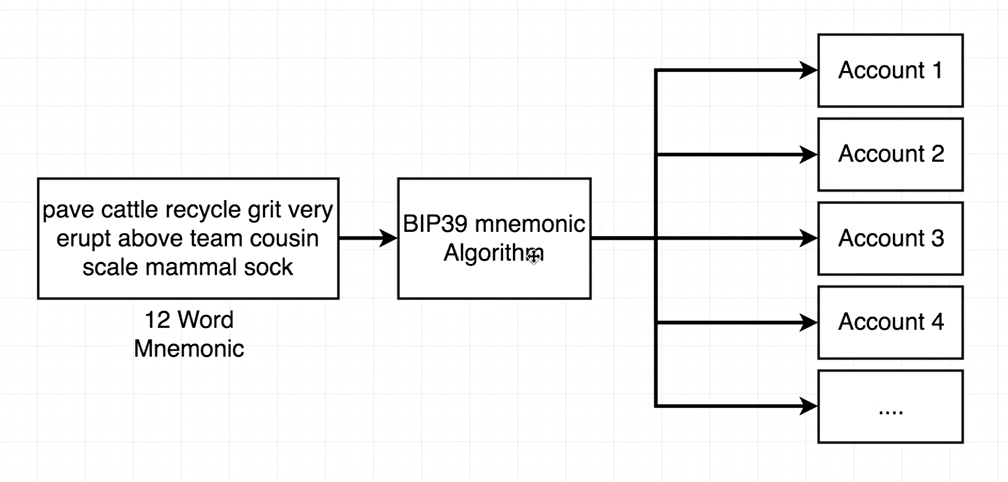 pave cattle recycle grit very
erupt above team cousin
scale mammal sock
12 Word
Mnemonic
BIP39 mnemonic
Algorithm
Account 1
Account 2
Account 3
Account 4
....